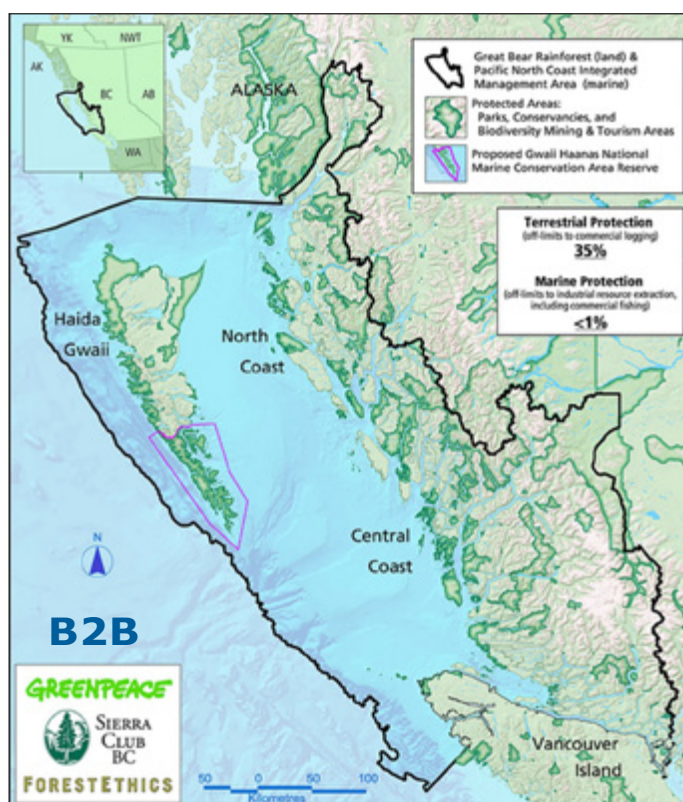 YK
NWT
AK
BC
AB
WA
ALASKA
Great Bear Rainforest (land) &
Pacific North Coast Integrated
Management Area (marine)
Protected Areas:
Parks, Conservancies, and
Biodiversity Mining & Tourism Areas
Proposed Gwaii Haanas National
Marine Conservation Area Reserve
Terrestrial Protection
(off-limits to commercial logging)
35%
Marine Protection
(off-limits to industrial resource extraction,
including commercial fishing)
<1%
Haida
Gwaii
North
Coast
Central
Coast
N
B2B
GREENPEACE
SIERRA
CLUB
BC
FORESTETHICS
Vancouver
Island
50 0 50 100
Kilometres